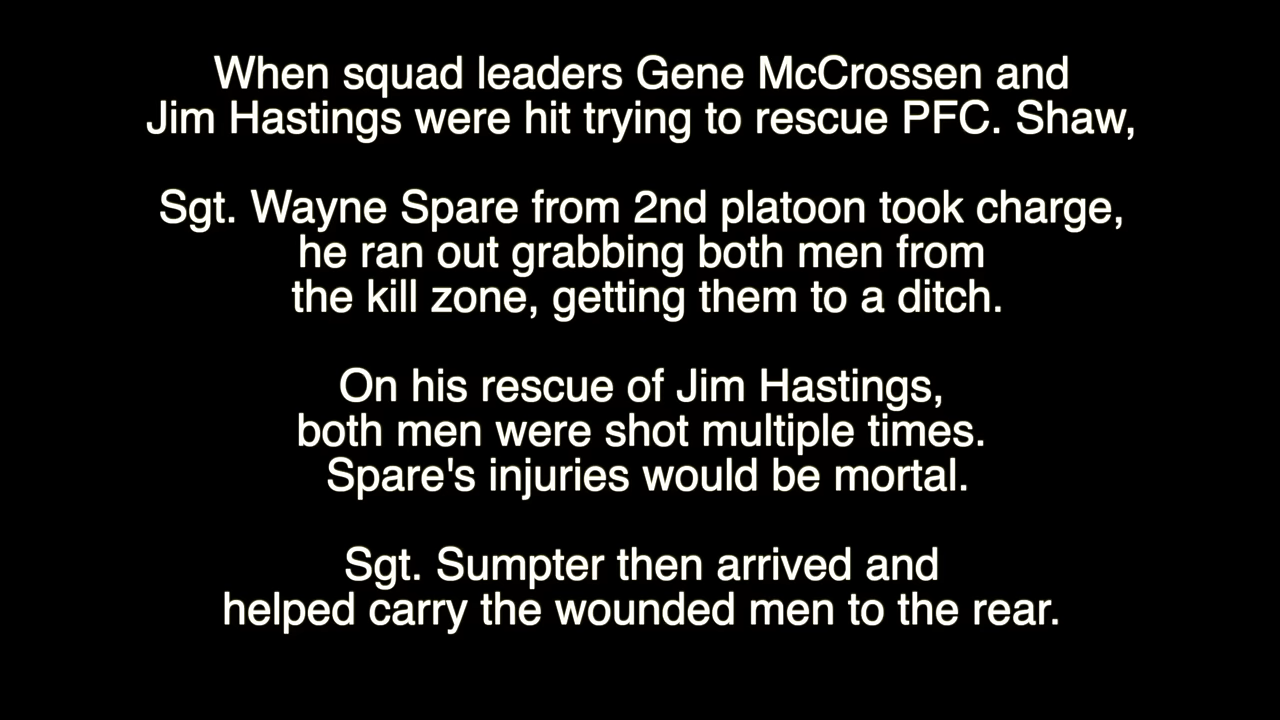 When squad leaders Gene McCrossen and
Jim Hastings were hit trying to rescue PFC. Shaw,
Sgt. Wayne Spare from 2nd platoon took charge,
he ran out grabbing both men from
the kill zone, getting them to a ditch.
On his rescue of Jim Hastings,
both men were shot multiple times.
Spare's injuries would be mortal.
Sgt. Sumpter then arrived and
helped carry the wounded men to the rear.